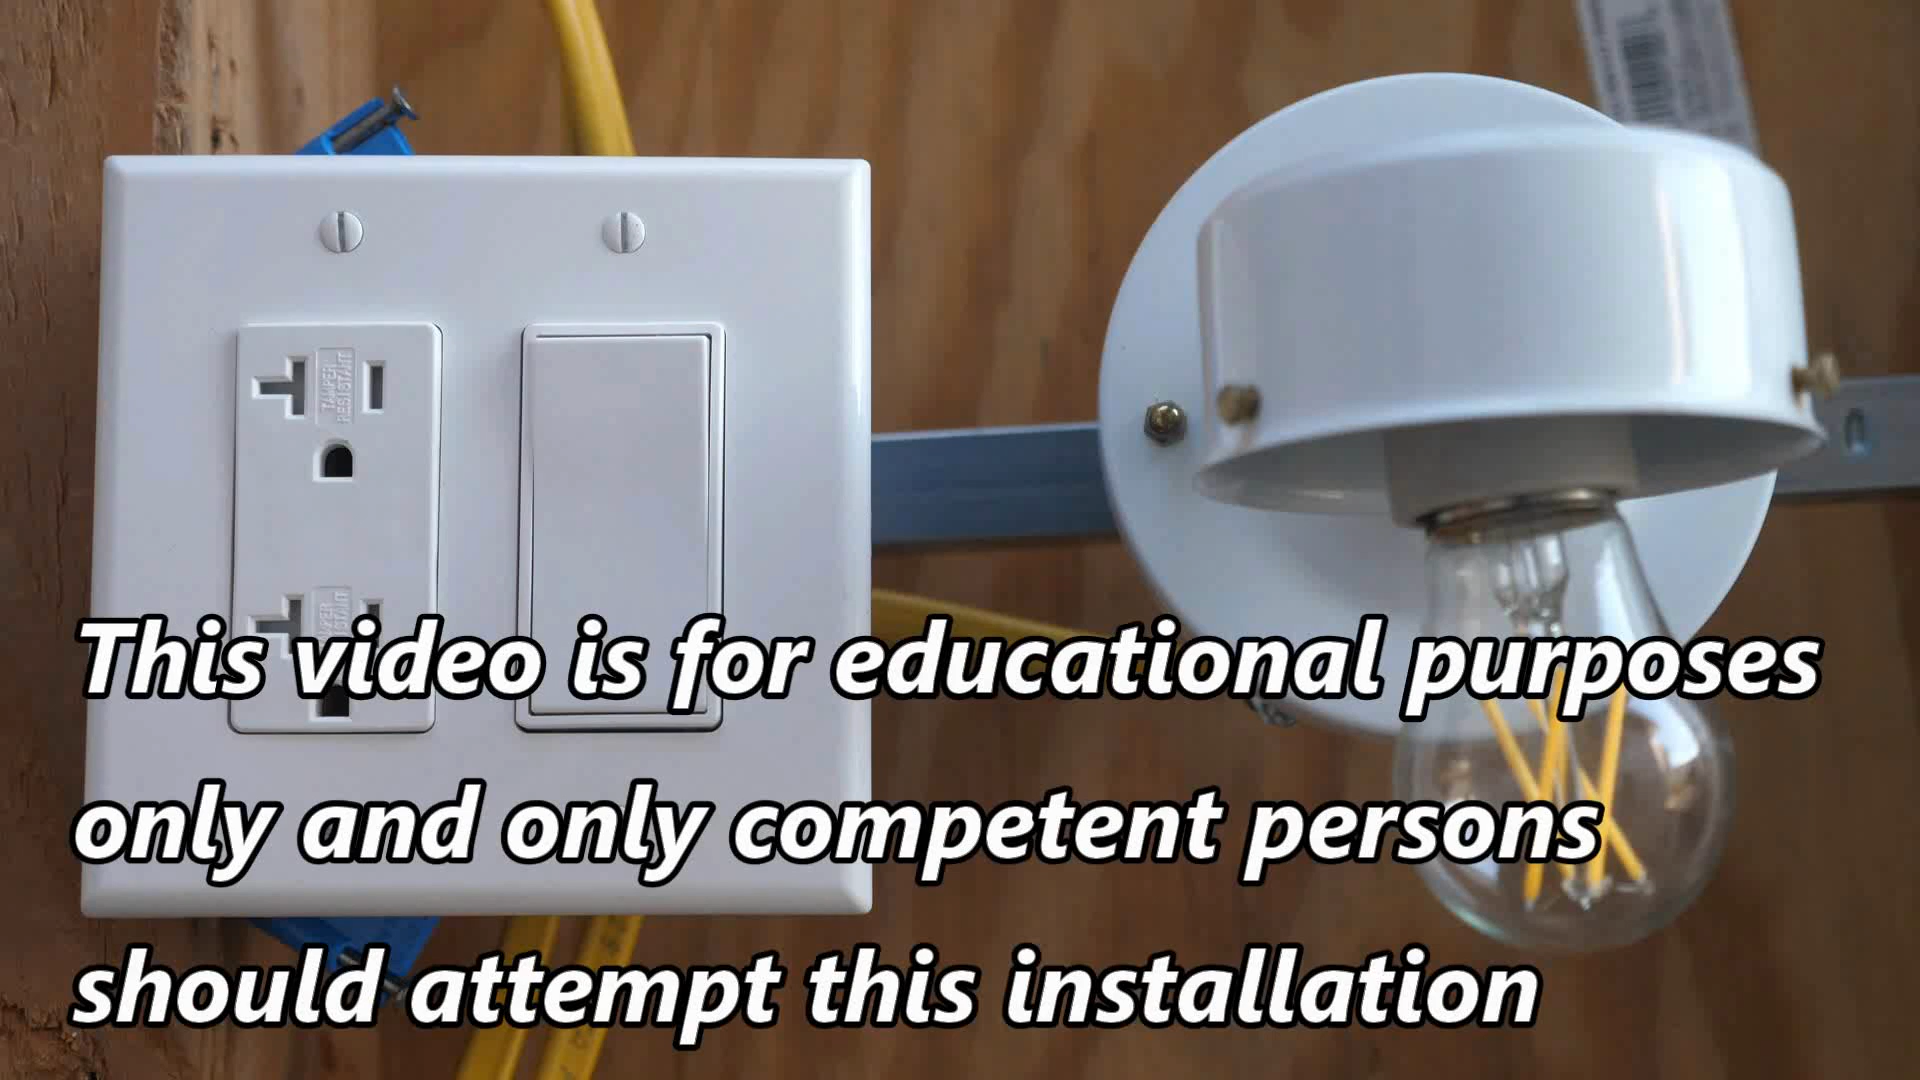 TAMPER
RESISTANT
This video is for educational purposes
only and only competent persons
should attempt this installation